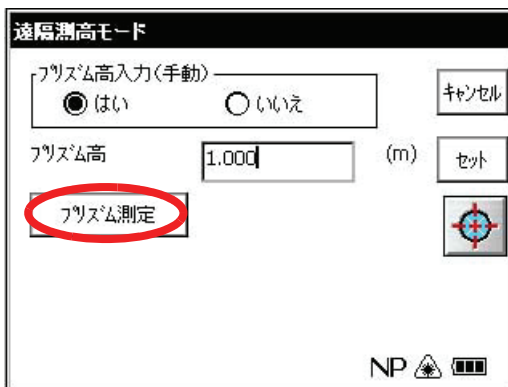 遠隔測高モード
ﾌﾟﾘｽﾞﾑ高入力(手動)
はい いいえ
ｷｬﾝｾﾙ
ﾌﾟﾘｽﾞﾑ高 1.000 (m) ｾｯﾄ
ﾌﾟﾘｽﾞﾑ測定
NP